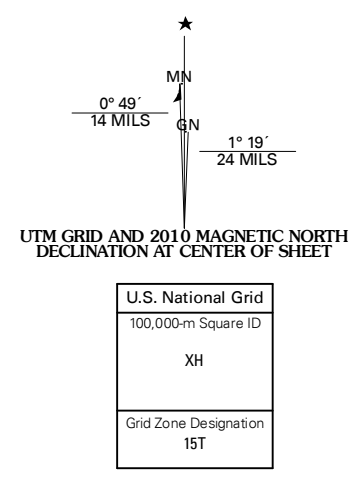 MN
0° 49´
14 MILS
GN
1° 19´
24 MILS
UTM GRID AND 2010 MAGNETIC NORTH
DECLINATION AT CENTER OF SHEET
U.S. National Grid
100,000-m Square ID
XH
Grid Zone Designation
15T